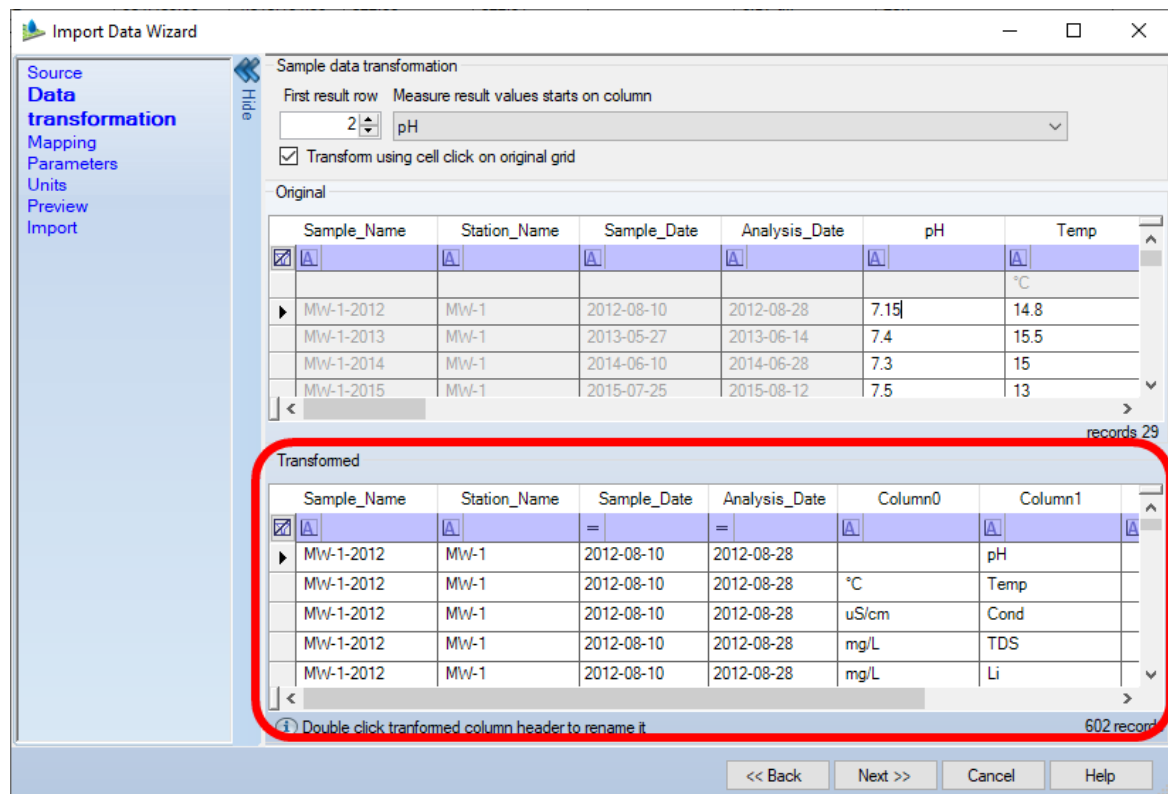 Import Data Wizard
Source
Data
transformation
Mapping
Parameters
Units
Preview
Import
Hide
Sample data transformation
First result row Measure result values starts on column
2 pH
Transform using cell click on original grid
Original
Sample_Name Station_Name Sample_Date Analysis_Date pH Temp
A A A A A A
°C
MW-1-2012 MW-1 2012-08-10 2012-08-28 7.15 14.8
MW-1-2013 MW-1 2013-05-27 2013-06-14 7.4 15.5
MW-1-2014 MW-1 2014-06-10 2014-06-28 7.3 15
MW-1-2015 MW-1 2015-07-25 2015-08-12 7.5 13
records 29
Transformed
Sample_Name Station_Name Sample_Date Analysis_Date Column0 Column1
A A = = A A A
MW-1-2012 MW-1 2012-08-10 2012-08-28 pH
MW-1-2012 MW-1 2012-08-10 2012-08-28 °C Temp
MW-1-2012 MW-1 2012-08-10 2012-08-28 uS/cm Cond
MW-1-2012 MW-1 2012-08-10 2012-08-28 mg/L TDS
MW-1-2012 MW-1 2012-08-10 2012-08-28 mg/L Li
Double click tranformed column header to rename it
602 records
<< Back Next >> Cancel Help